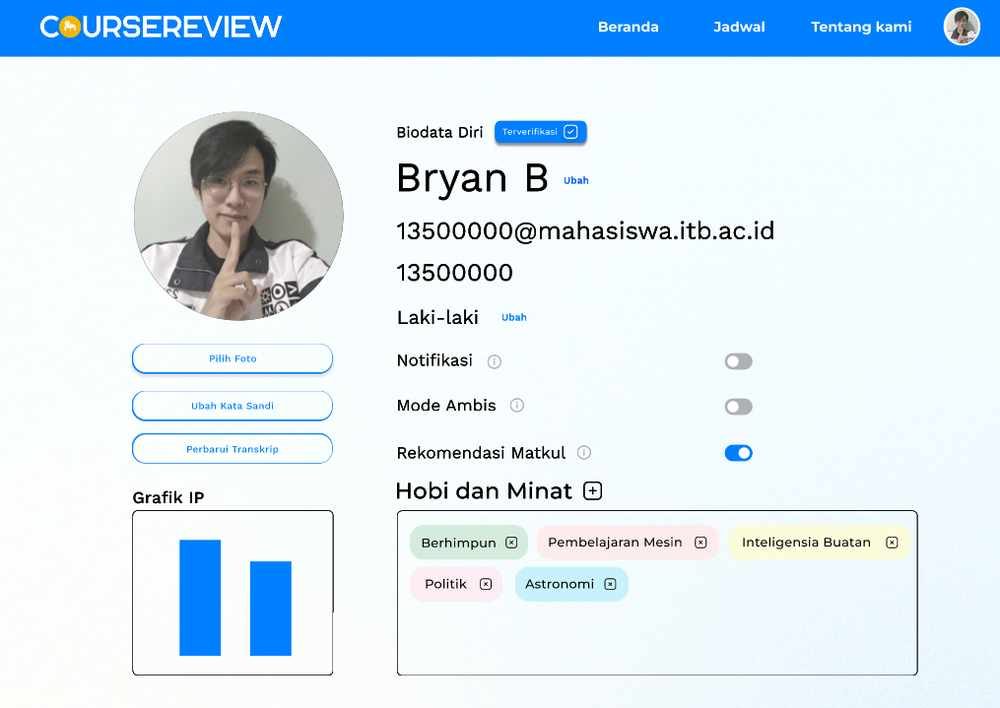 COURSEREVIEW
Beranda
Jadwal
Tentang kami
Biodata Diri
Terverifikasi
Bryan B
Ubah
13500000@mahasiswa.itb.ac.id
13500000
Laki-laki
Ubah
Pilih Foto
Notifikasi
Ubah Kata Sandi
Mode Ambis
Perbarui Transkrip
Rekomendasi Matkul
Grafik IP
Hobi dan Minat
Berhimpun
Pembelajaran Mesin
Inteligensia Buatan
Politik
Astronomi